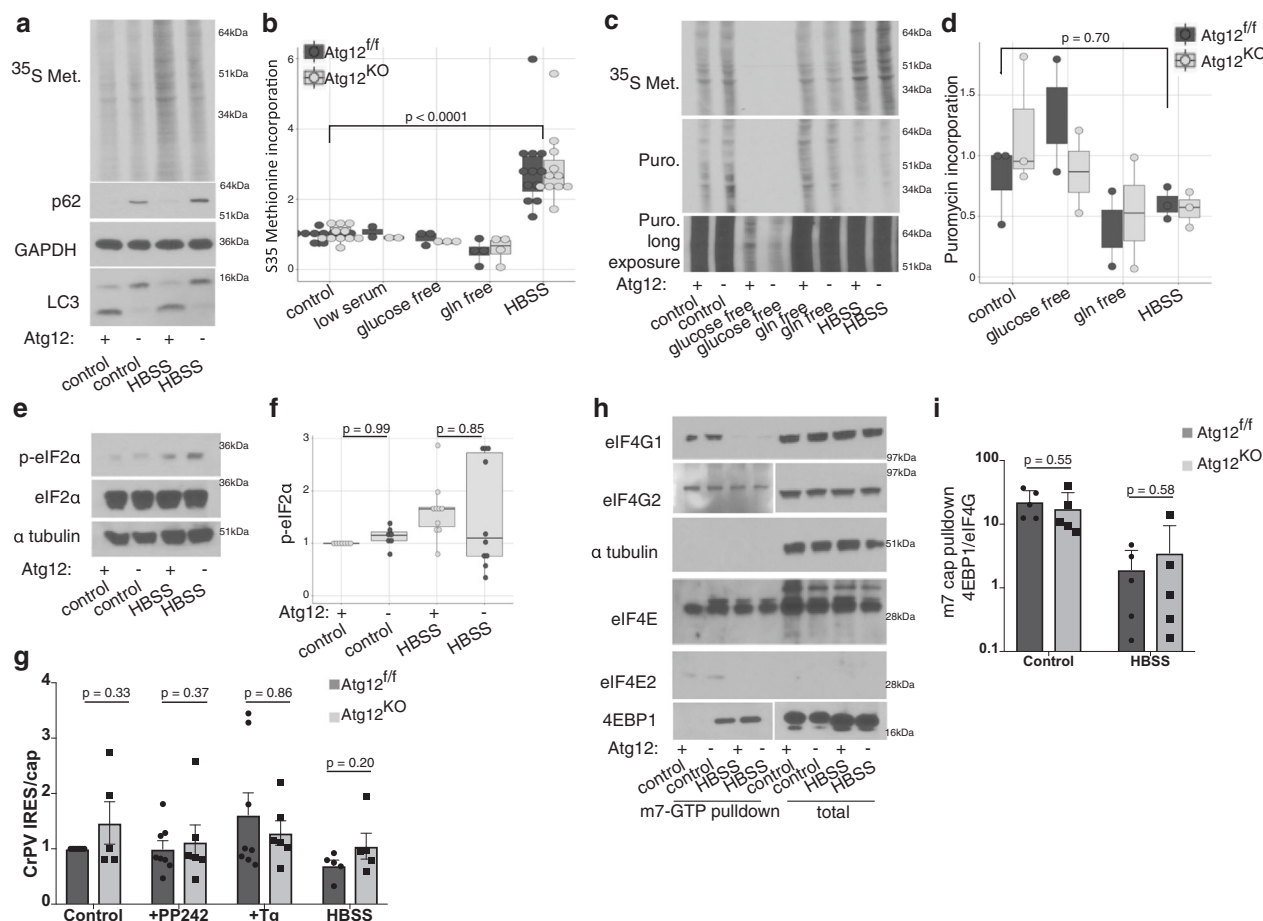 a
64kDa
35S Met.
51kDa
34kDa
p62
64kDa
51kDa
GAPDH
36kDa
LC3
16kDa
Atg12: + - + -
control control HBSS HBSS
b
Atg12f/f
Atg12KO
S35 Methionine incorporation
6
4
2
0
p < 0.0001
control low serum glucose free gln free HBSS
c
35S Met.
64kDa
51kDa
34kDa
Puro.
64kDa
51kDa
34kDa
Puro.
long
exposure
64kDa
51kDa
Atg12: + - + - + - + -
control control glucose free glucose free gln free gln free HBSS HBSS
d
Atg12f/f
Atg12KO
p = 0.70
Puromycin incorporation
1.0
0.5
0
control glucose free gln free HBSS
e
p-eIF2α
36kDa
eIF2α
36kDa
α tubulin
51kDa
Atg12: + - + -
control control HBSS HBSS
f
p = 0.99
p = 0.85
p-eIF2α
3
2
1
0
Atg12: + - + -
control control HBSS HBSS
g
Atg12f/f
Atg12KO
p = 0.33
p = 0.37
p = 0.86
p = 0.20
CrPV IRES/cap
4
3
2
1
0
Control +PP242 +Tg HBSS
h
eIF4G1
97kDa
eIF4G2
97kDa
α tubulin
51kDa
eIF4E
28kDa
eIF4E2
28kDa
4EBP1
16kDa
Atg12: + - + - + - + -
control control HBSS HBSS control control HBSS HBSS
m7-GTP pulldown total
i
Atg12f/f
Atg12KO
p = 0.55
p = 0.58
m7 cap pulldown
4EBP1/eIF4G
100
10
1
0.1
Control HBSS